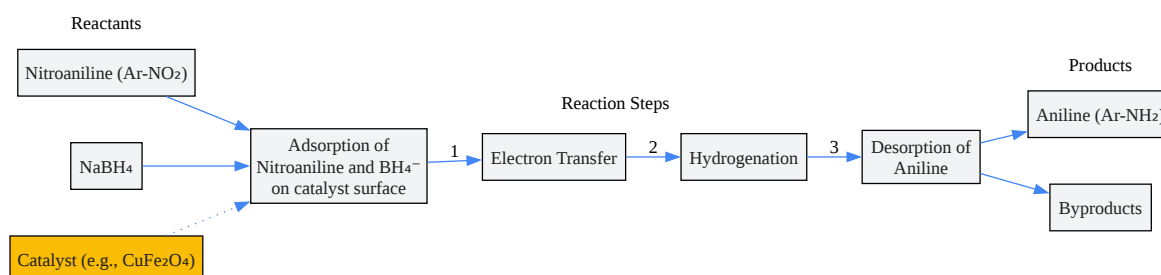 Reactants
Nitroaniline (Ar-NO₂)
NaBH₄
Catalyst (e.g., CuFe₂O₄)
Adsorption of
Nitroaniline and BH₄⁻
on catalyst surface
Reaction Steps
1
Electron Transfer
2
Hydrogenation
3
Desorption of
Aniline
Products
Aniline (Ar-NH₂)
Byproducts